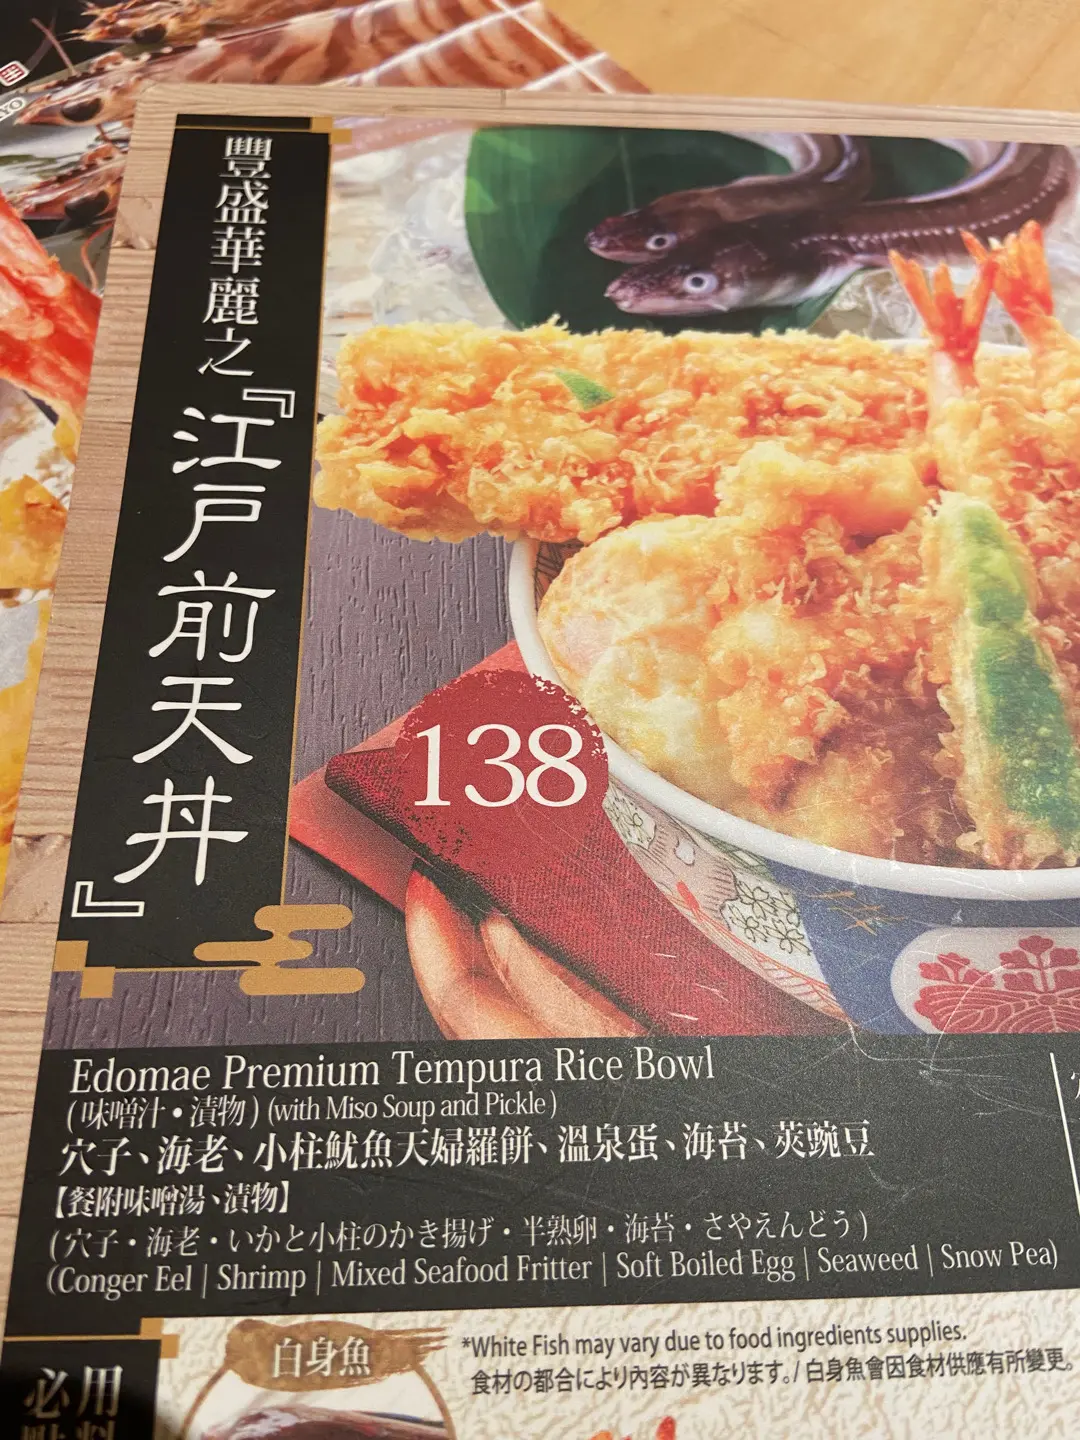 豐盛華麗之
『江戸前天丼』
138
Edomae Premium Tempura Rice Bowl
(味噌汁・漬物) (with Miso Soup and Pickle)
穴子、海老、小柱魷魚天婦羅餅、溫泉蛋、海苔、莢豌豆
【餐附味噌湯、漬物】
(穴子・海老・いかと小柱のかき揚げ・半熟卵・海苔・さやえんどう)
(Conger Eel | Shrimp | Mixed Seafood Fritter | Soft Boiled Egg | Seaweed | Snow Pea)
白身魚
*White Fish may vary due to food ingredients supplies.
食材の都合により內容が異なります。/ 白身魚會因食材供應有所變更。
必用